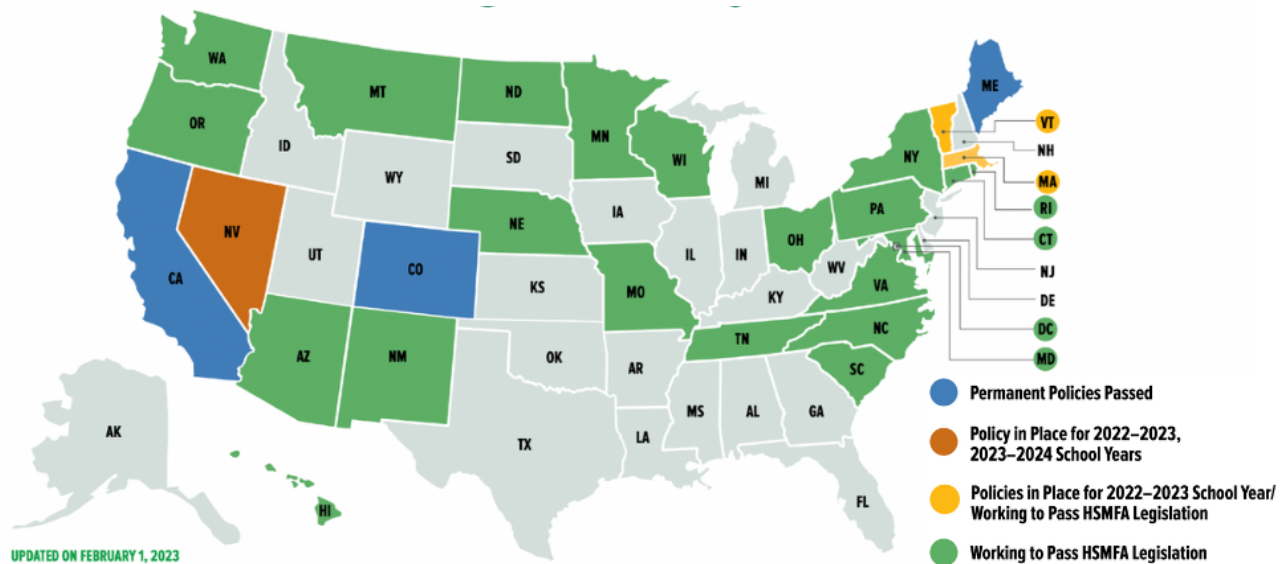 WA
MT
ND
MN
OR
ID
WY
SD
WI
MI
NY
ME
VT
NH
MA
RI
CT
NJ
DE
DC
MD
NV
UT
CA
CO
NE
IA
IL
IN
OH
PA
WV
VA
KS
MO
KY
AZ
NM
OK
AR
TN
NC
SC
MS
AL
GA
LA
TX
FL
AK
HI
Permanent Policies Passed
Policy in Place for 2022–2023,
2023–2024 School Years
Policies in Place for 2022–2023 School Year/
Working to Pass HSMFA Legislation
Working to Pass HSMFA Legislation
UPDATED ON FEBRUARY 1, 2023